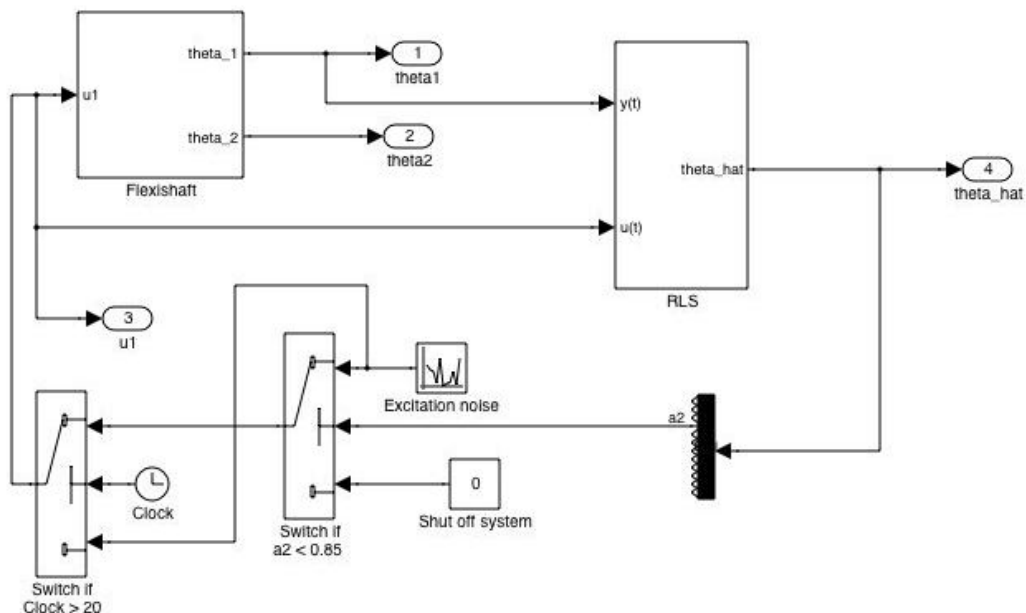 theta_1
1
theta1
u1
y(t)
theta_2
2
theta2
theta_hat
4
theta_hat
Flexishaft
u(t)
RLS
3
u1
Excitation noise
a2
Clock
0
Shut off system
Switch if
a2 < 0.85
Switch if
Clock > 20